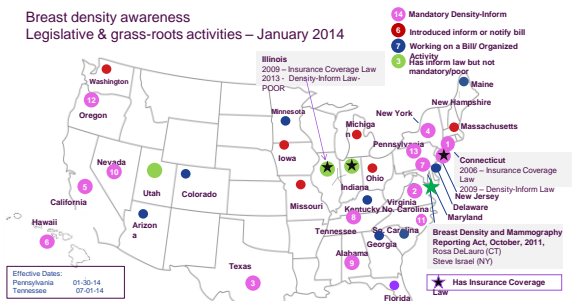 Breast density awareness
Legislative & grass-roots activities – January 2014
14 Mandatory Density-Inform
6 Introduced inform or notify bill
7 Working on a Bill/ Organized
Activity
3 Has inform law but not
mandatory/poor
Illinois
2009 – Insurance Coverage Law
2013 - Density-Inform Law-
POOR
Washington
12
Oregon
Nevada
10
5
California
Utah
Colorado
Arizon
a
Hawaii
6
Texas
3
Minnesota
Iowa
Missouri
Michiga
n
Indiana
Ohio
Kentucky
Tennessee
8
Alabama
9
Georgia
So. Carolina
No. Carolina
11
Virginia
2
Florida
New York
4
Pennsylvania
13
7
1
Maine
New Hampshire
Massachusetts
Connecticut
2006 – Insurance Coverage
Law
2009 – Density-Inform Law
New Jersey
Delaware
Maryland
Breast Density and Mammography
Reporting Act, October, 2011,
Rosa DeLauro (CT)
Steve Israel (NY)
Has Insurance Coverage
Law
Effective Dates:
Pennsylvania 01-30-14
Tennessee 07-01-14